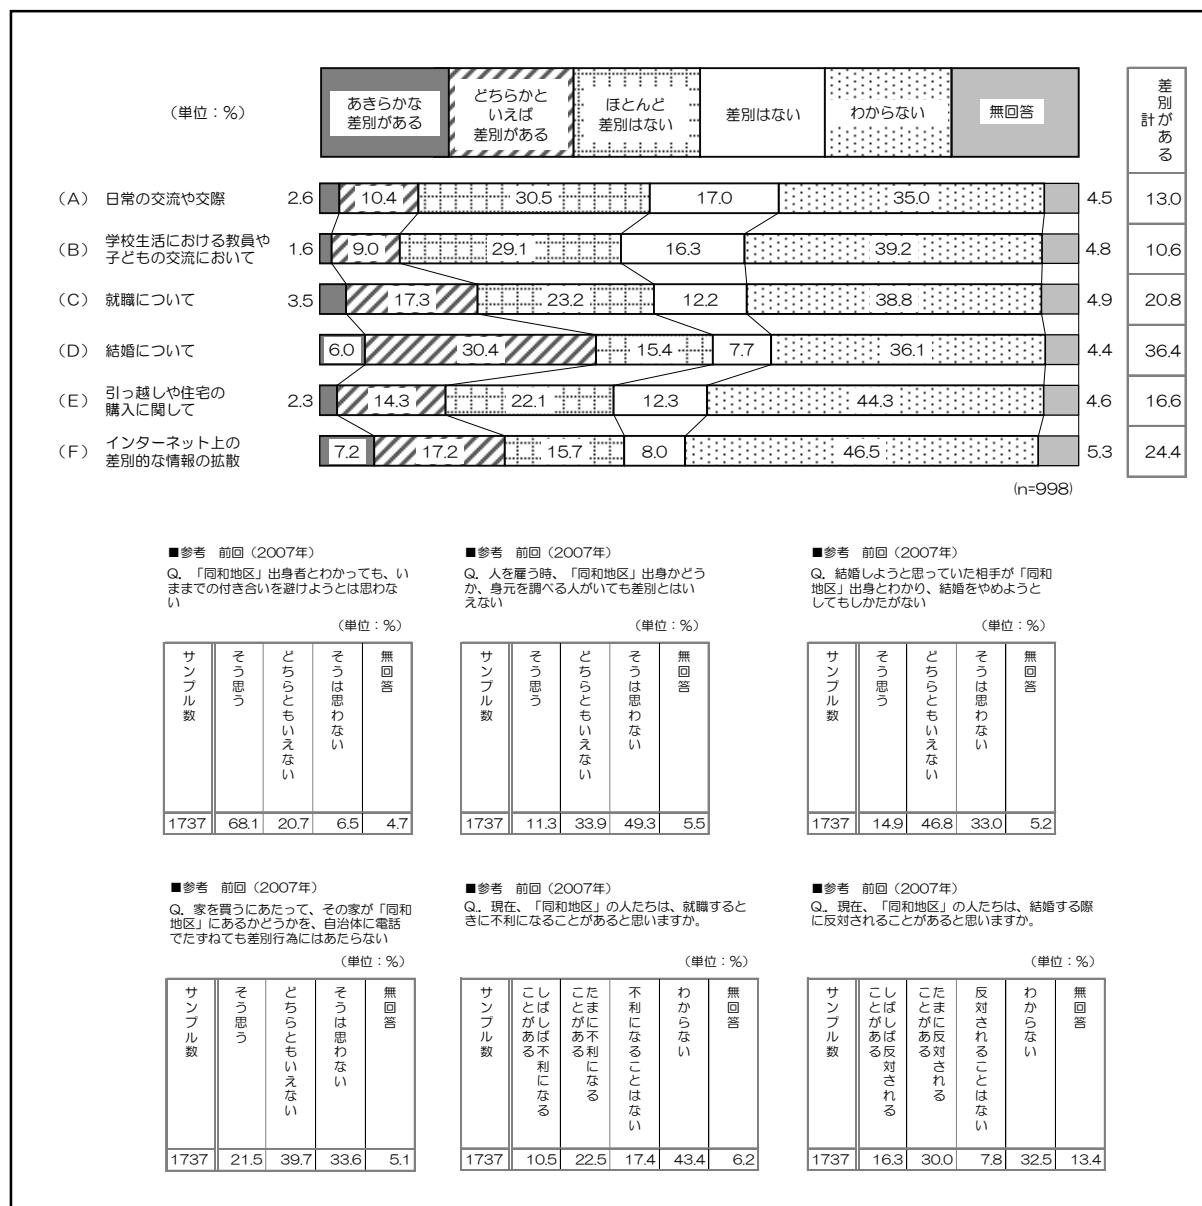 (単位：%)
あきらかな
差別がある
どちらかと
いえば
差別がある
ほとんど
差別はない
差別はない
わからない
無回答
差別がある
計
(A) 日常の交流や交際 2.6 10.4 30.5 17.0 35.0 4.5 13.0
(B) 学校生活における教員や
子どもの交流において 1.6 9.0 29.1 16.3 39.2 4.8 10.6
(C) 就職について 3.5 17.3 23.2 12.2 38.8 4.9 20.8
(D) 結婚について 6.0 30.4 15.4 7.7 36.1 4.4 36.4
(E) 引っ越しや住宅の
購入に関して 2.3 14.3 22.1 12.3 44.3 4.6 16.6
(F) インターネット上の
差別的な情報の拡散 7.2 17.2 15.7 8.0 46.5 5.3 24.4
(n=998)
■参考 前回（2007年）
Q. 「同和地区」出身者とわかっても、い
ままでの付き合いを避けようとは思わな
い
（単位：%）
サンプル数
そう思う
どちらともいえない
そうは思わない
無回答
1737 68.1 20.7 6.5 4.7
■参考 前回（2007年）
Q. 人を雇う時、「同和地区」出身かどう
か、身元を調べる人がいても差別とはい
えない
（単位：%）
サンプル数
そう思う
どちらともいえない
そうは思わない
無回答
1737 11.3 33.9 49.3 5.5
■参考 前回（2007年）
Q. 結婚しようと思っていた相手が「同和
地区」出身とわかり、結婚をやめようと
してもしかたがない
（単位：%）
サンプル数
そう思う
どちらともいえない
そうは思わない
無回答
1737 14.9 46.8 33.0 5.2
■参考 前回（2007年）
Q. 家を買うにあたって、その家が「同和
地区」にあるかどうかを、自治体に電話
でたずねても差別行為にはあたらない
（単位：%）
サンプル数
そう思う
どちらともいえない
そうは思わない
無回答
1737 21.5 39.7 33.6 5.1
■参考 前回（2007年）
Q.. 現在、「同和地区」の人たちは、就職すると
きに不利になることがあると思いますか。
（単位：%）
サンプル数
しばしば不利になる
ことがある
たまに不利になる
ことがある
不利になることはない
わからない
無回答
1737 10.5 22.5 17.4 43.4 6.2
■参考 前回（2007年）
Q.. 現在、「同和地区」の人たちは、結婚する際
に反対されることがあると思いますか。
（単位：%）
サンプル数
しばしば反対される
ことがある
たまに反対される
ことがある
反対されることはない
わからない
無回答
1737 16.3 30.0 7.8 32.5 13.4